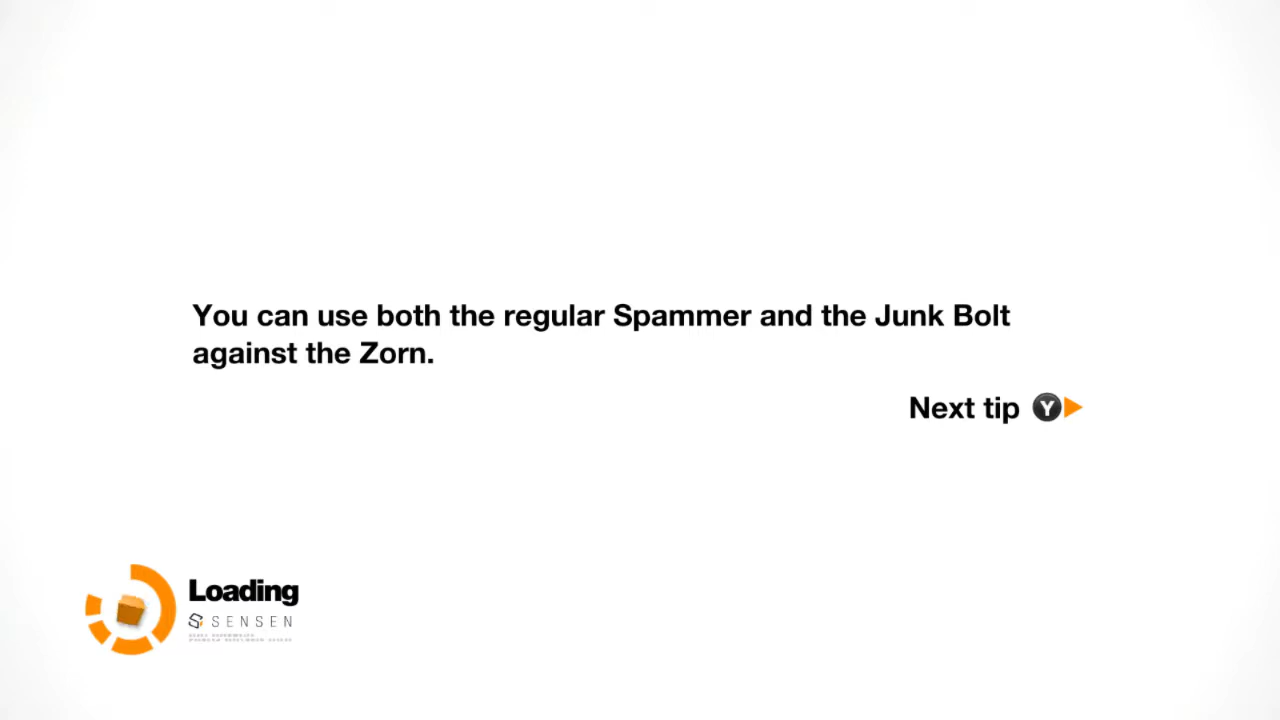 You can use both the regular Spammer and the Junk Bolt
against the Zorn.
Next tip Y
Loading
SENSEN